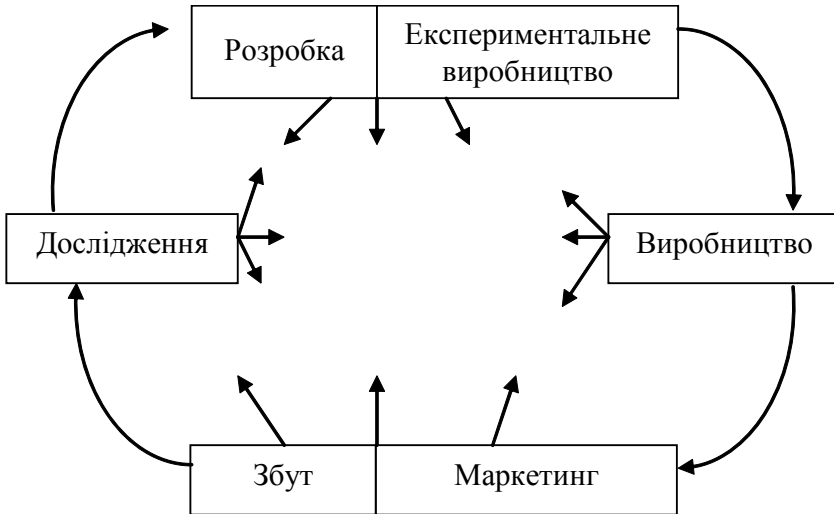 Розробка
Експериментальне
виробництво
Дослідження
Виробництво
Збут
Маркетинг